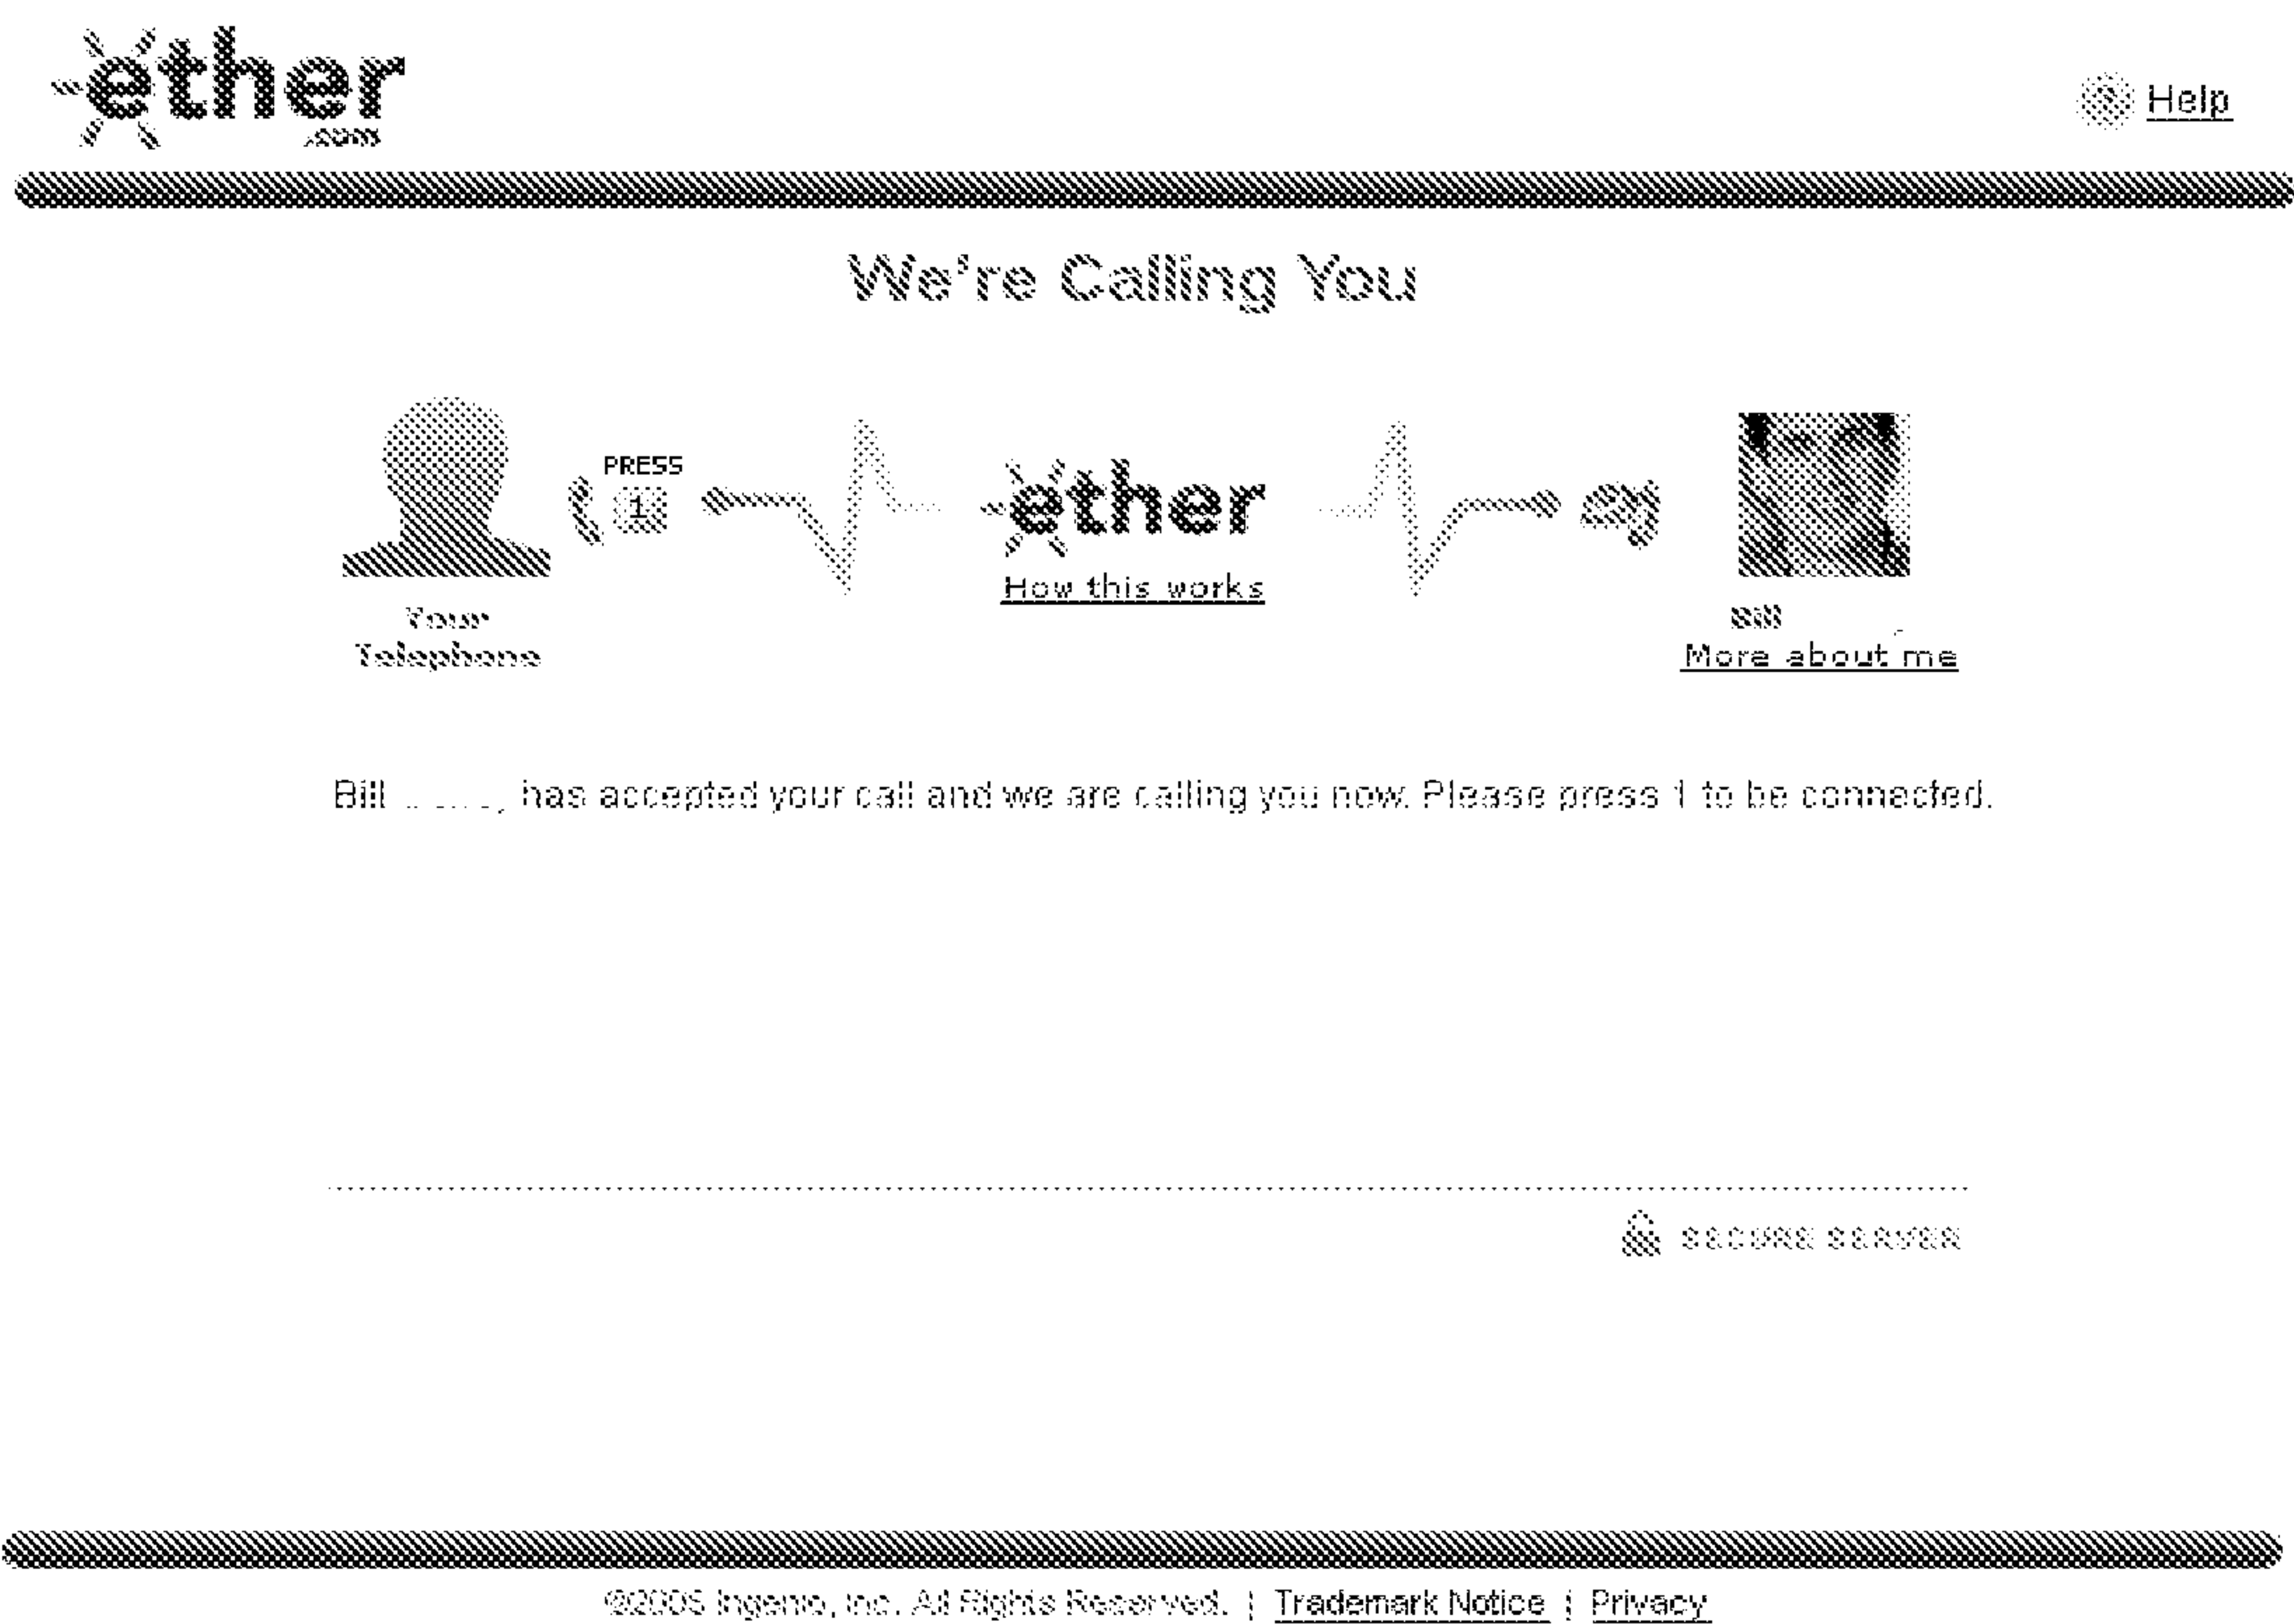 ether
.com
Help
We're Calling You
PRESS
1
ether
How this works
Your
Telephone
Bill
More about me
Bill has accepted your call and we are calling you now. Please press 1 to be connected.
SECURE SERVER
©2005 Ingenio, Inc. All Rights Reserved. | Trademark Notice | Privacy